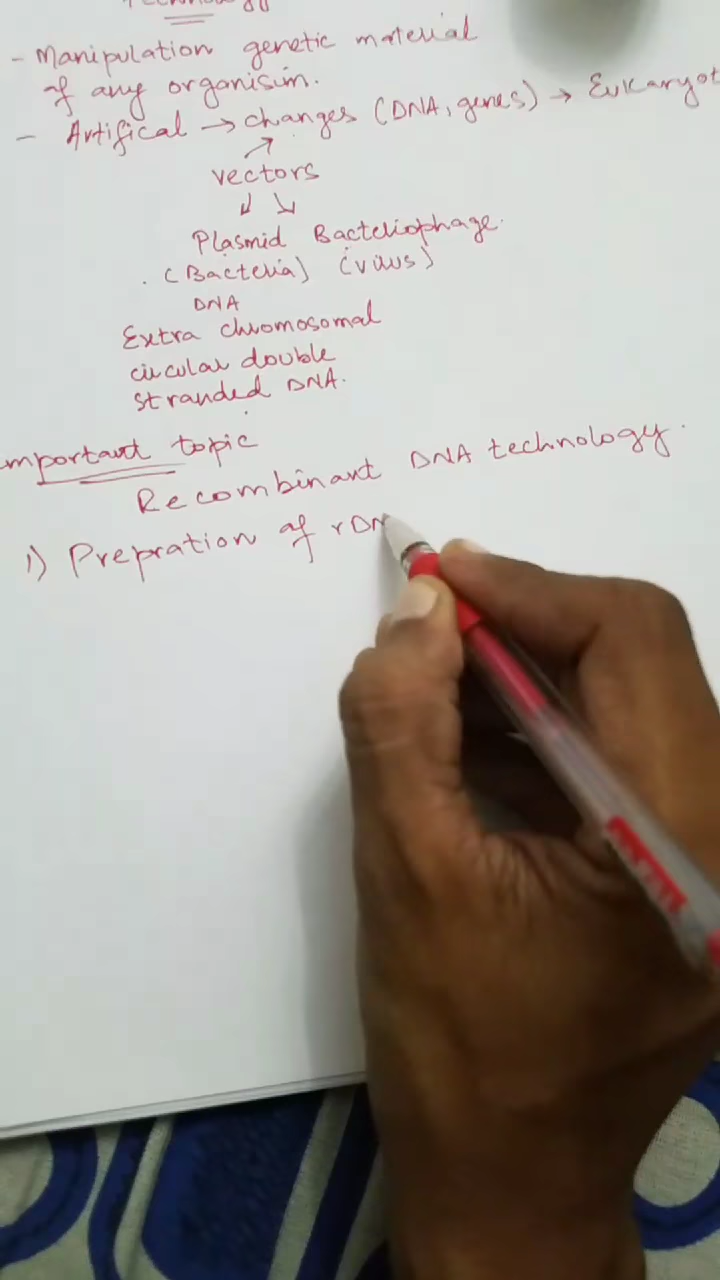 - Manipulation genetic material
of any organisim.
- Artifical → changes (DNA, genes) → Eukaryot
vectors
Plasmid Bacteriophage.
(Bacteria) (virus)
DNA
Extra chromosomal
circular double
stranded DNA.
mportant topic
Recombinant DNA technology.
1) Prepration of rDN